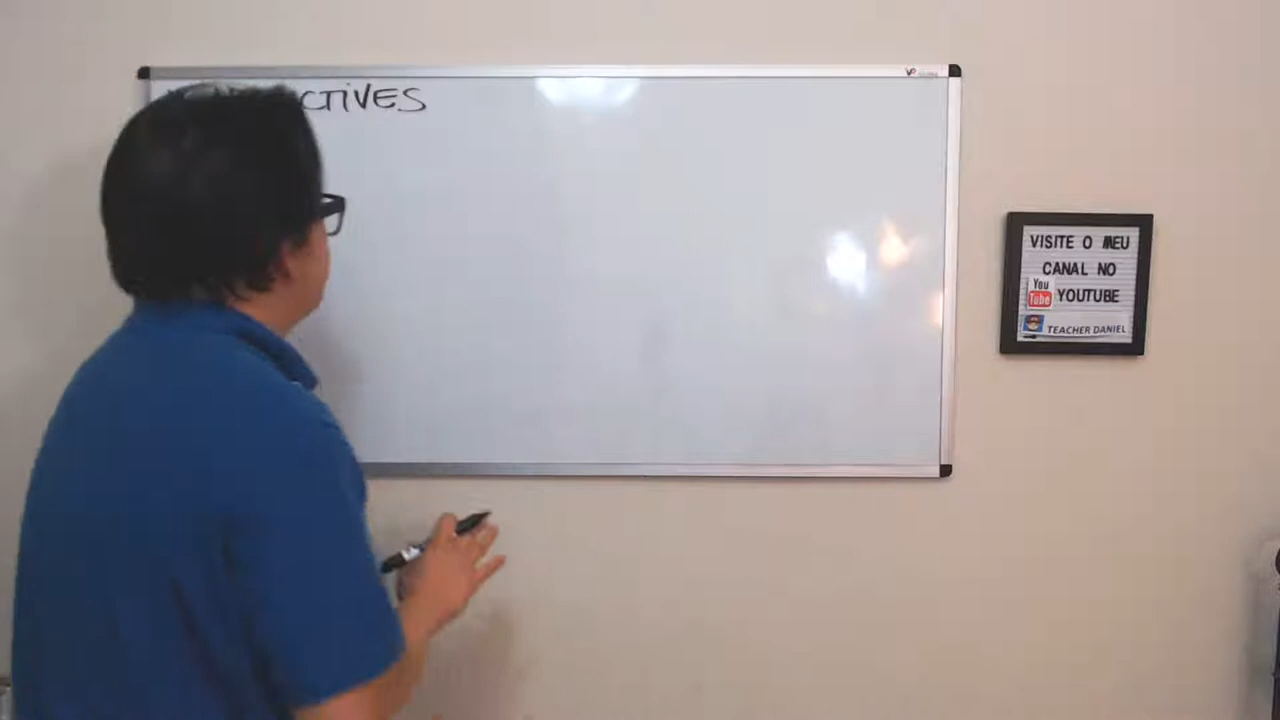 CTIVES
VISITE O MEU
CANAL NO
You
Tube YOUTUBE
TEACHER DANIEL